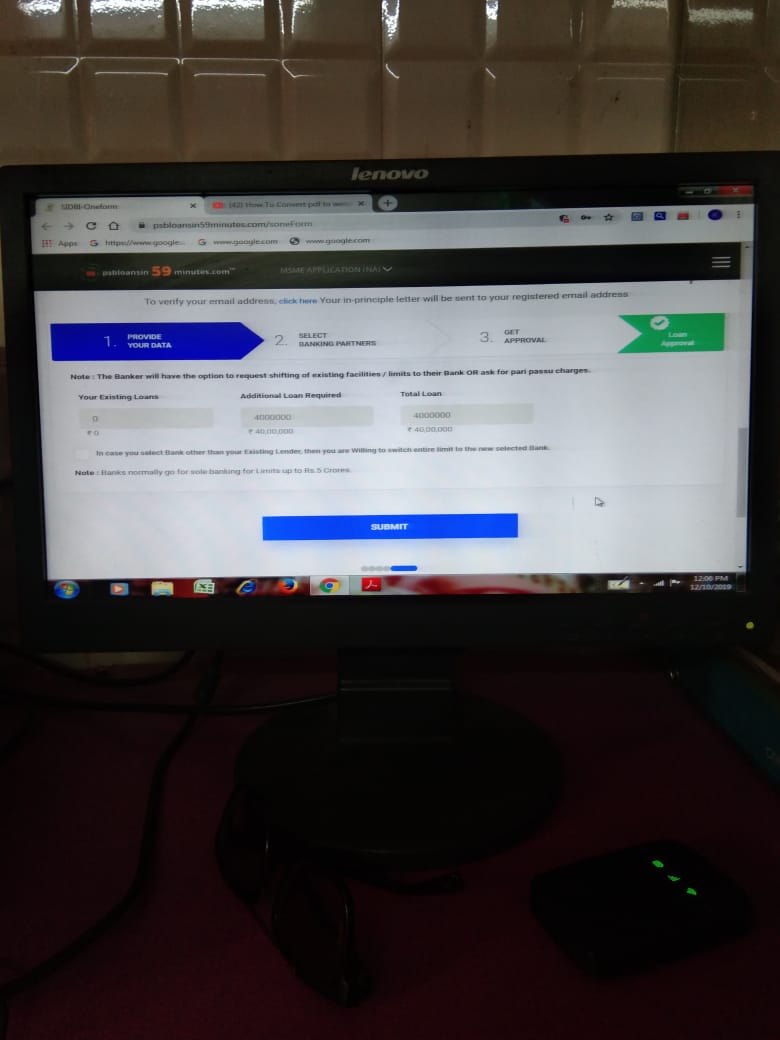 lenovo
SIDBI-Oneform
(42) How To Convert pdf to
psbloansin59minutes.com/soneForm
Apps https://www.google... www.google.com www.google.com
psbloansin 59 minutes.com™ MSME APPLICATION (NA)
To verify your email address, click here Your in-principle letter will be sent to your registered email address
1. PROVIDE YOUR DATA
2. SELECT BANKING PARTNERS
3. GET APPROVAL
Loan Approval
Note : The Banker will have the option to request shifting of existing facilities / limits to their Bank OR ask for pari passu charges.
Your Existing Loans Additional Loan Required Total Loan
0 4000000 4000000
₹ 0 ₹ 40,00,000 ₹ 40,00,000
In case you select Bank other than your Existing Lender, then you are Willing to switch entire limit to the new selected Bank.
Note : Banks normally go for sole banking for Limits up to Rs.5 Crores.
SUBMIT
12:06 PM
12/10/2019